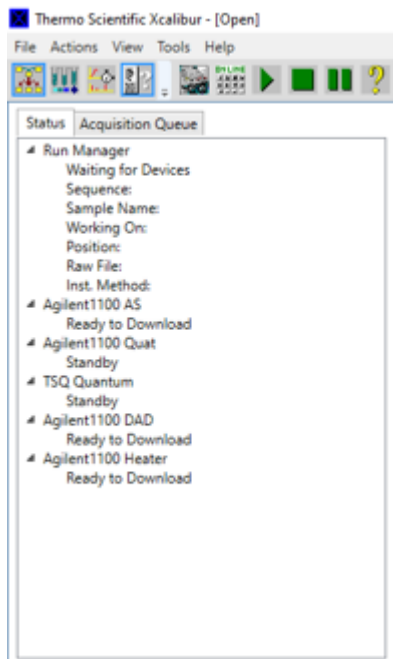 Thermo Scientific Xcalibur - [Open]
File Actions View Tools Help
ON LINE
Status Acquisition Queue
Run Manager
Waiting for Devices
Sequence:
Sample Name:
Working On:
Position:
Raw File:
Inst. Method:
Agilent1100 AS
Ready to Download
Agilent1100 Quat
Standby
TSQ Quantum
Standby
Agilent1100 DAD
Ready to Download
Agilent1100 Heater
Ready to Download